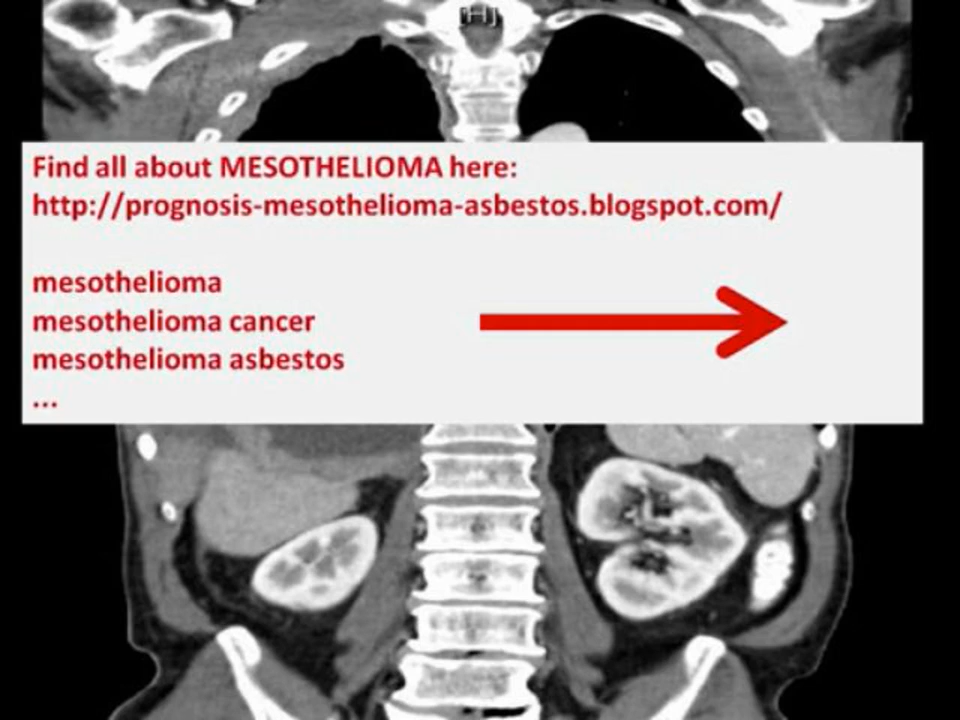 [H]
Find all about MESOTHELIOMA here:
http://prognosis-mesothelioma-asbestos.blogspot.com/
mesothelioma
mesothelioma cancer
mesothelioma asbestos
...